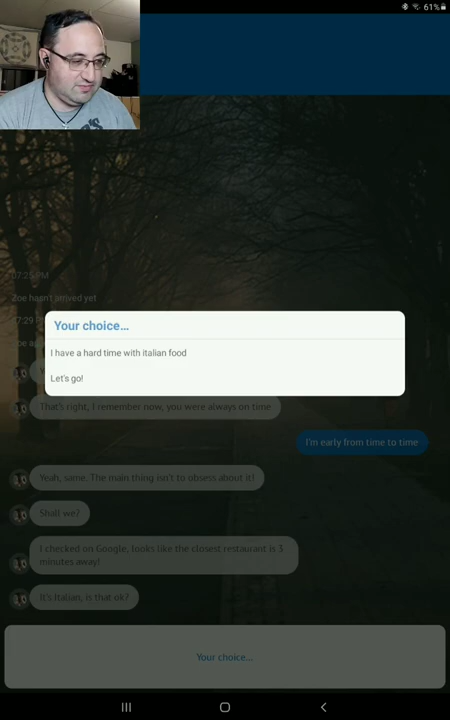 61%
07:25 PM
Zoe hasn't arrived yet
Your choice...
I have a hard time with italian food
Let's go!
That's right, I remember now, you were always on time
I'm early from time to time
Yeah, same. The main thing isn't to obsess about it!
Shall we?
I checked on Google, looks like the closest restaurant is 3
minutes away!
It's Italian, is that ok?
Your choice...